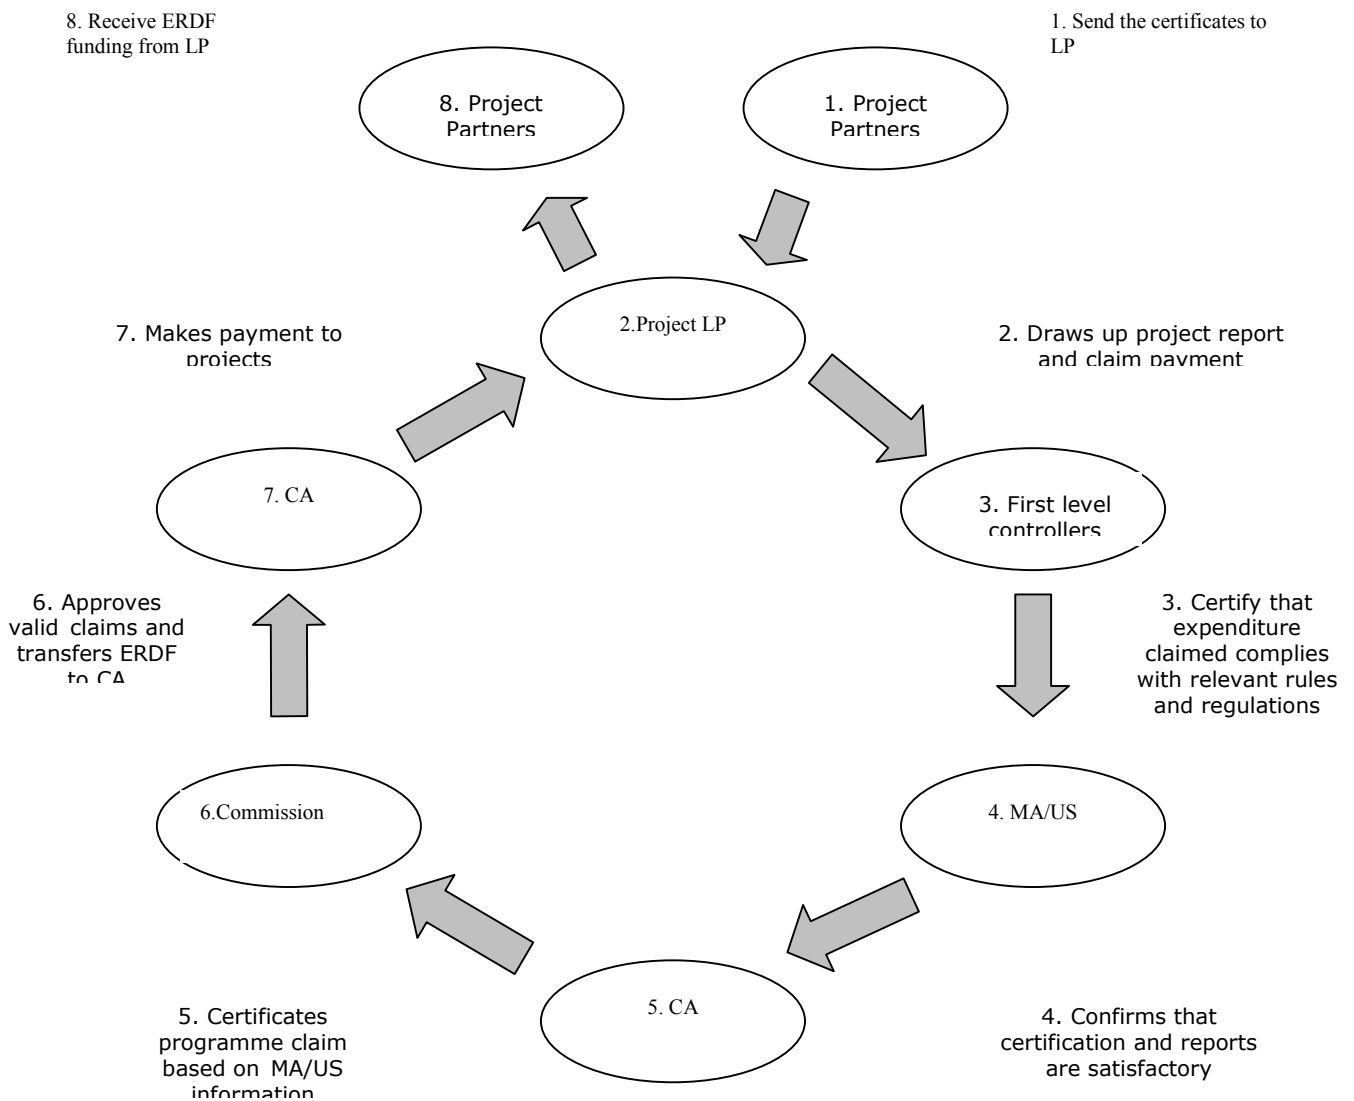 8. Receive ERDF
funding from LP
1. Send the certificates to
LP
8. Project
Partners
1. Project
Partners
2.Project LP
7. Makes payment to
projects
2. Draws up project report
and claim payment
7. CA
3. First level
controllers
6. Approves
valid claims and
transfers ERDF
to CA
3. Certify that
expenditure
claimed complies
with relevant rules
and regulations
6.Commission
4. MA/US
5. CA
5. Certificates
programme claim
based on MA/US
information
4. Confirms that
certification and reports
are satisfactory